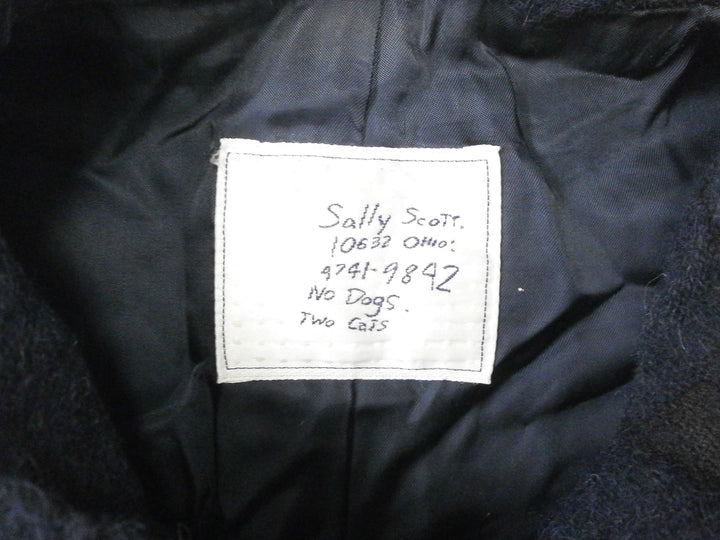 Sally Scott.
10632 Ohio:
4741-9842
No Dogs.
Two Cats